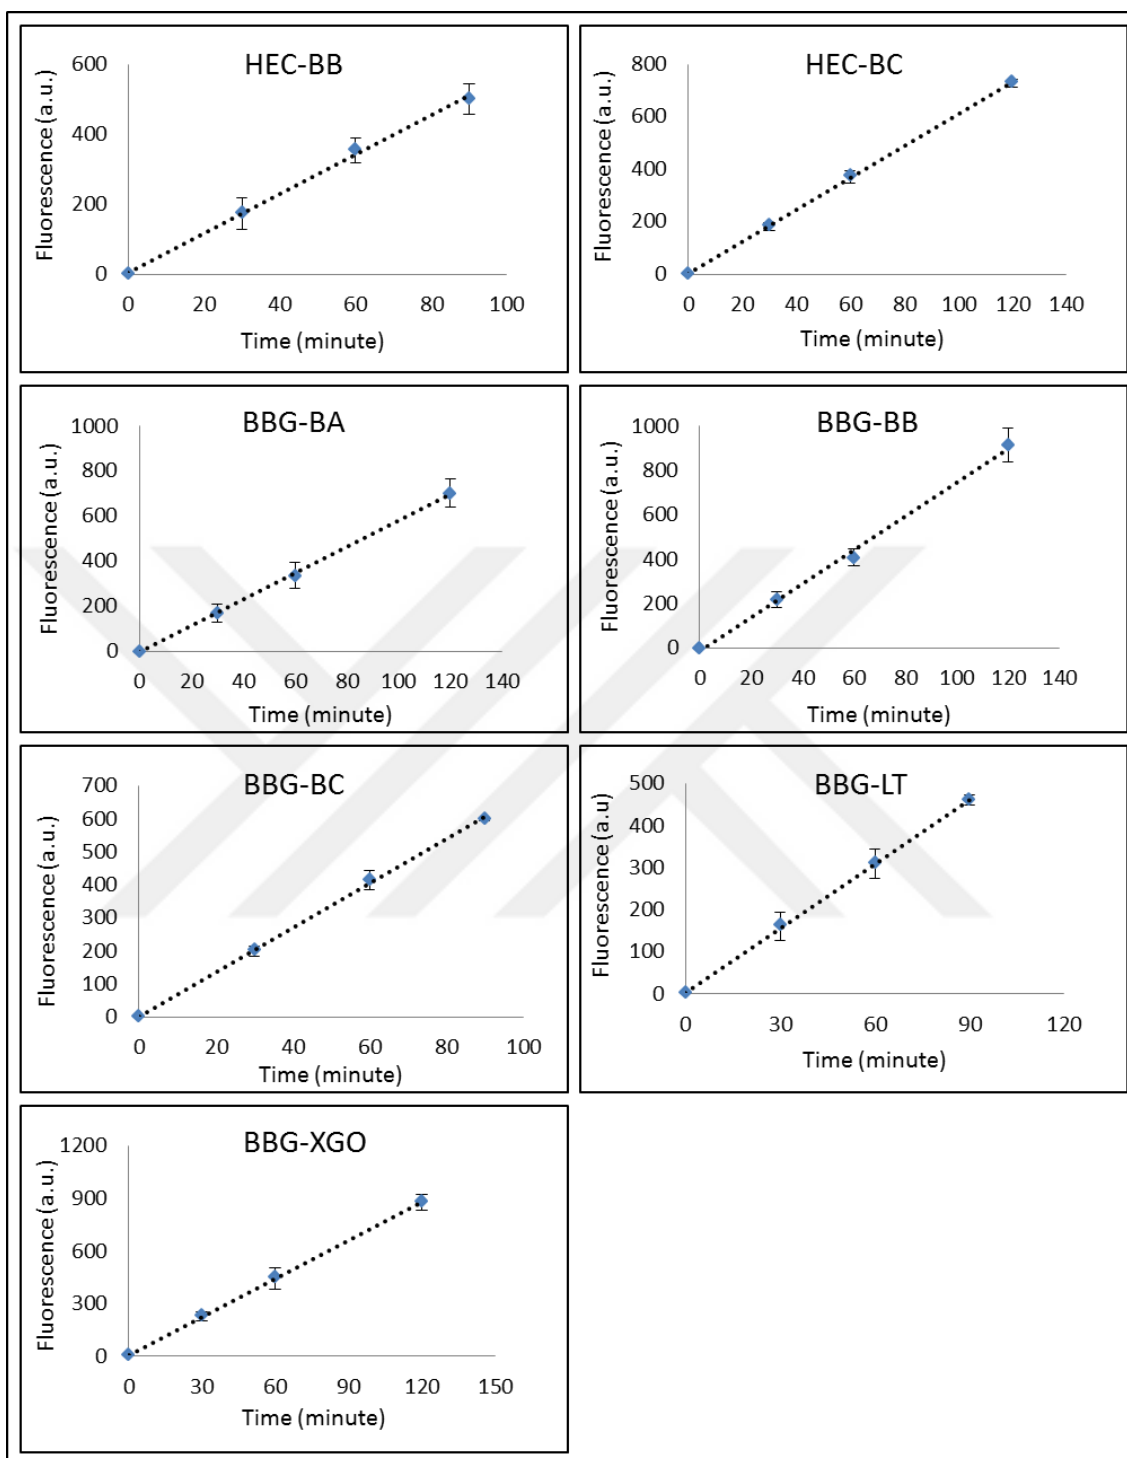 HEC-BB
Fluorescence (a.u.)
600
400
200
0
0 20 40 60 80 100
Time (minute)
HEC-BC
Fluorescence (a.u.)
800
600
400
200
0
0 20 40 60 80 100 120 140
Time (minute)
BBG-BA
Fluorescence (a.u.)
1000
800
600
400
200
0
0 20 40 60 80 100 120 140
Time (minute)
BBG-BB
Fluorescence (a.u.)
1000
800
600
400
200
0
0 20 40 60 80 100 120 140
Time (minute)
BBG-BC
Fluorescence (a.u.)
700
600
500
400
300
200
100
0
0 20 40 60 80 100
Time (minute)
BBG-LT
Fluorescence (a.u)
500
400
300
200
100
0
0 30 60 90 120
Time (minute)
BBG-XGO
Fluorescence (a.u.)
1200
900
600
300
0
0 30 60 90 120 150
Time (minute)